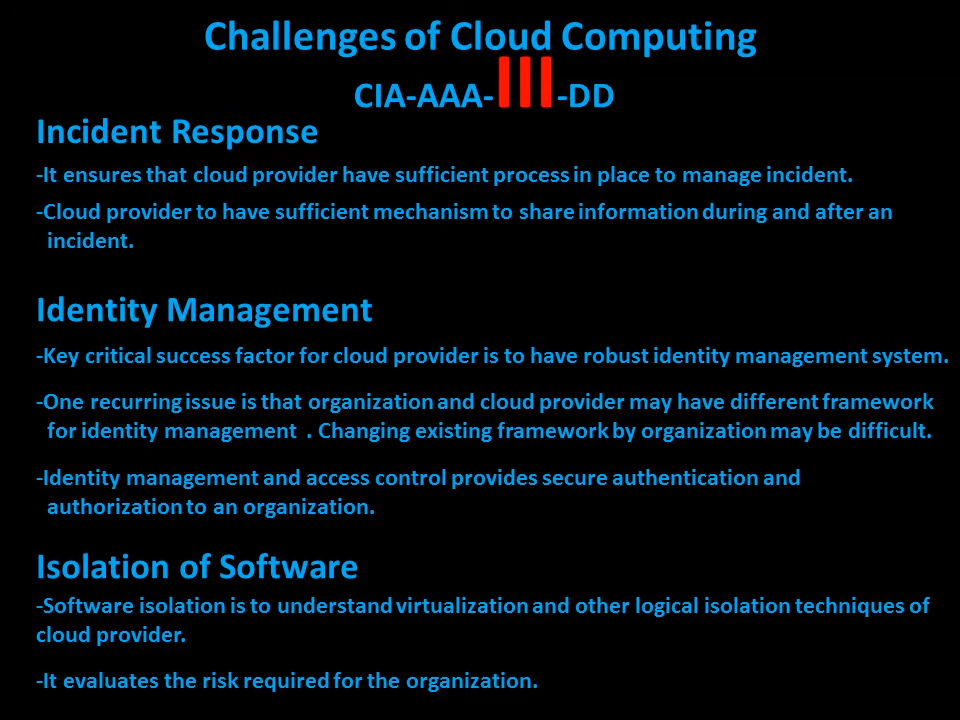 Challenges of Cloud Computing
CIA-AAA-III-DD
Incident Response
-It ensures that cloud provider have sufficient process in place to manage incident.
-Cloud provider to have sufficient mechanism to share information during and after an
incident.
Identity Management
-Key critical success factor for cloud provider is to have robust identity management system.
-One recurring issue is that organization and cloud provider may have different framework
for identity management . Changing existing framework by organization may be difficult.
-Identity management and access control provides secure authentication and
authorization to an organization.
Isolation of Software
-Software isolation is to understand virtualization and other logical isolation techniques of
cloud provider.
-It evaluates the risk required for the organization.